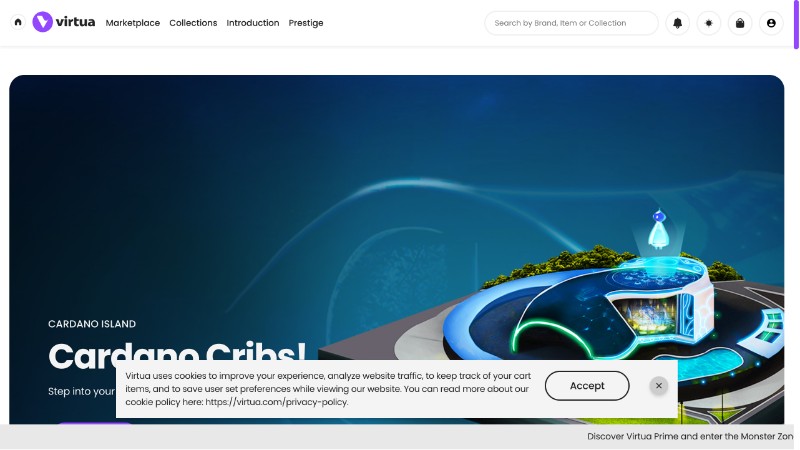 virtua
Marketplace
Collections
Introduction
Prestige
Search by Brand, Item or Collection
CARDANO ISLAND
Cardano Cribs!
Step into your
Virtua uses cookies to improve your experience, analyze website traffic, to keep track of your cart
items, and to save user set preferences while viewing our website. You can read more about our
cookie policy here: https://virtua.com/privacy-policy.
Accept
Discover Virtua Prime and enter the Monster Zon